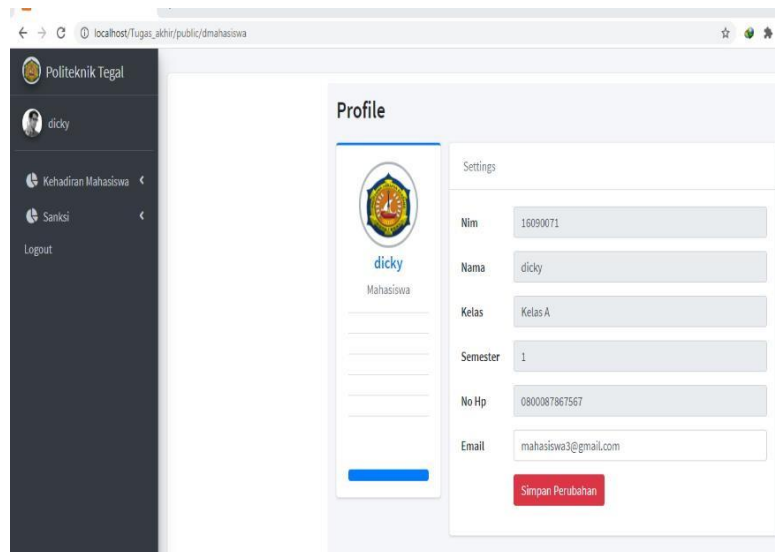 localhost/Tugas_akhir/public/dmahasiswa
Politeknik Tegal
dicky
Kehadiran Mahasiswa
Sanksi
Logout
Profile
dicky
Mahasiswa
Settings
Nim 16090071
Nama dicky
Kelas Kelas A
Semester 1
No Hp 0800087867567
Email mahasiswa3@gmail.com
Simpan Perubahan